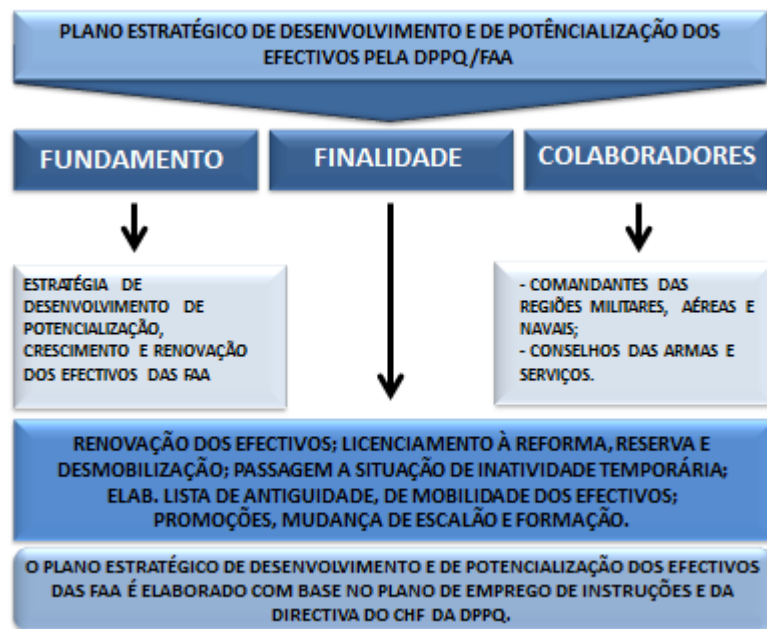 PLANO ESTRATÉGICO DE DESENVOLVIMENTO E DE POTÊNCIALIZAÇÃO DOS
EFECTIVOS PELA DPPQ/FAA
FUNDAMENTO
FINALIDADE
COLABORADORES
ESTRATÉGIA DE
DESENVOLVIMENTO DE
POTENCIALIZAÇÃO,
CRESCIMENTO E RENOVAÇÃO
DOS EFECTIVOS DAS FAA
- COMANDANTES DAS
REGIÕES MILITARES, AÉREAS E
NAVAIS;
- CONSELHOS DAS ARMAS E
SERVIÇOS.
RENOVAÇÃO DOS EFECTIVOS; LICENCIAMENTO À REFORMA, RESERVA E
DESMOBILIZAÇÃO; PASSAGEM A SITUAÇÃO DE INATIVIDADE TEMPORÁRIA;
ELAB. LISTA DE ANTIGUIDADE, DE MOBILIDADE DOS EFECTIVOS;
PROMOÇÕES, MUDANÇA DE ESCALÃO E FORMAÇÃO.
O PLANO ESTRATÉGICO DE DESENVOLVIMENTO E DE POTENCIALIZAÇÃO DOS EFECTIVOS
DAS FAA É ELABORADO COM BASE NO PLANO DE EMPREGO DE INSTRUÇÕES E DA
DIRECTIVA DO CHF DA DPPQ.